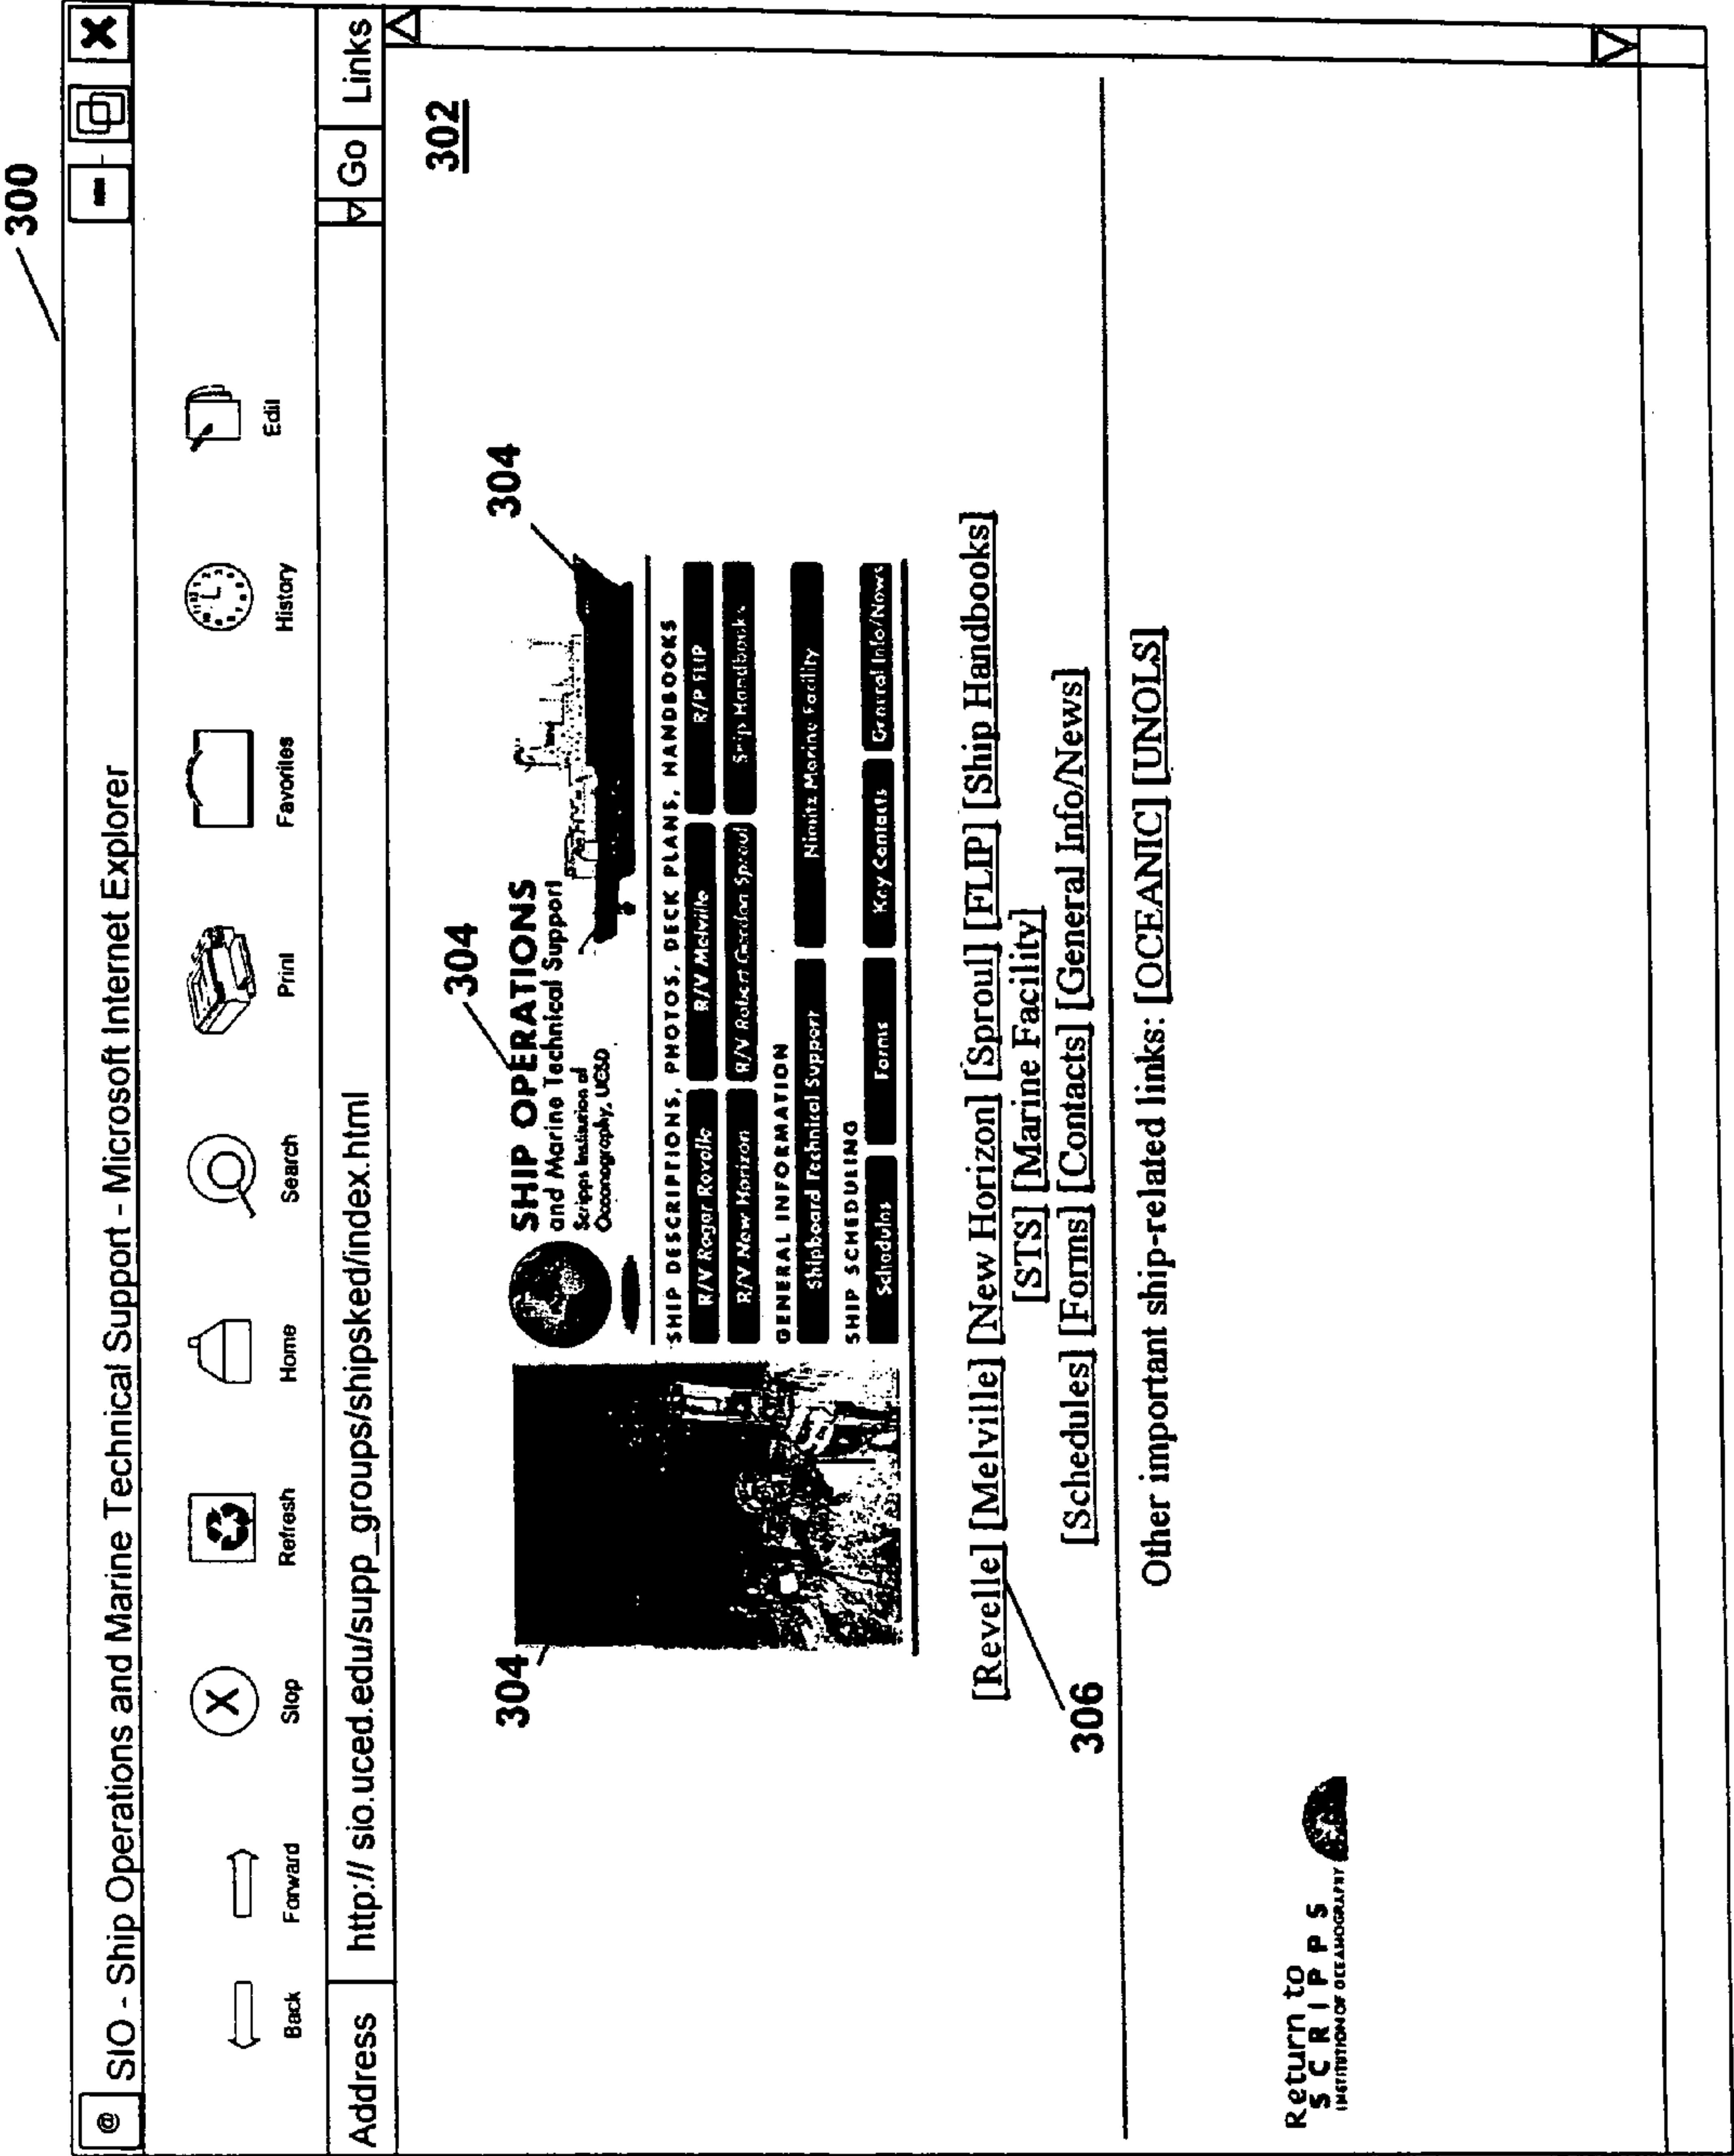 300
@ SIO - Ship Operations and Marine Technical Support - Microsoft Internet Explorer
Back Forward Stop Refresh Home Search Print Favorites History Edit
Address http:// sio.uced.edu/supp_groups/shipsked/index.html Go Links
302
304 304 304
SHIP OPERATIONS
and Marine Technical Support
Scripps Institution of
Oceanography, UCSD
SHIP DESCRIPTIONS, PHOTOS, DECK PLANS, HANDBOOKS
R/V Roger Revelle R/V Melville R/P FLIP
R/V New Horizon R/V Robert Gordon Sproul Ship Handbooks
GENERAL INFORMATION
Shipboard Technical Support Nimitz Marine Facility
SHIP SCHEDULING
Schedules Forms Key Contacts General Info/News
[Revelle] [Melville] [New Horizon] [Sproul] [FLIP] [Ship Handbooks]
[STS] [Marine Facility]
306
[Schedules] [Forms] [Contacts] [General Info/News]
Other important ship-related links: [OCEANIC] [UNOLS]
Return to
SCRIPPS
INSTITUTION OF OCEANOGRAPHY